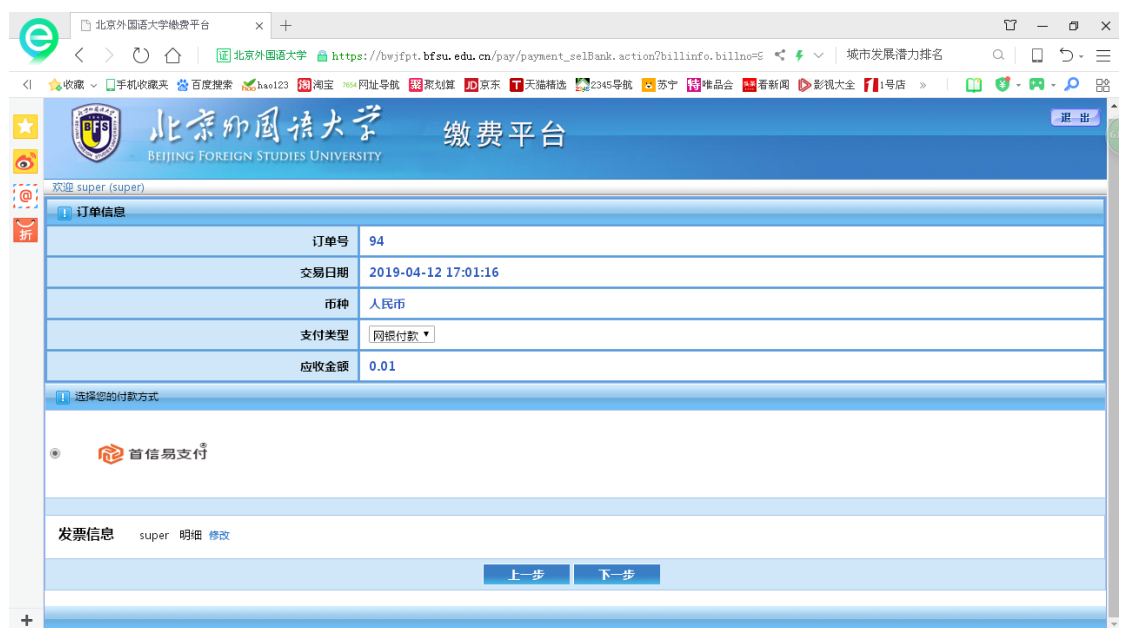 北京外国语大学缴费平台
证 北京外国语大学 https://bwjfpt.bfsu.edu.cn/pay/payment_selBank.action?billinfo.billno=9 城市发展潜力排名
收藏 手机收藏夹 百度搜索 hao123 淘宝 网址导航 聚划算 京东 天猫精选 2345导航 苏宁 唯品会 看新闻 影视大全 1号店 »
北京外国语大学 缴费平台 退 出
BEIJING FOREIGN STUDIES UNIVERSITY
欢迎 super (super)
订单信息
订单号 94
交易日期 2019-04-12 17:01:16
币种 人民币
支付类型 网银付款
应收金额 0.01
选择您的付款方式
首信易支付
发票信息 super 明细 修改
上一步 下一步